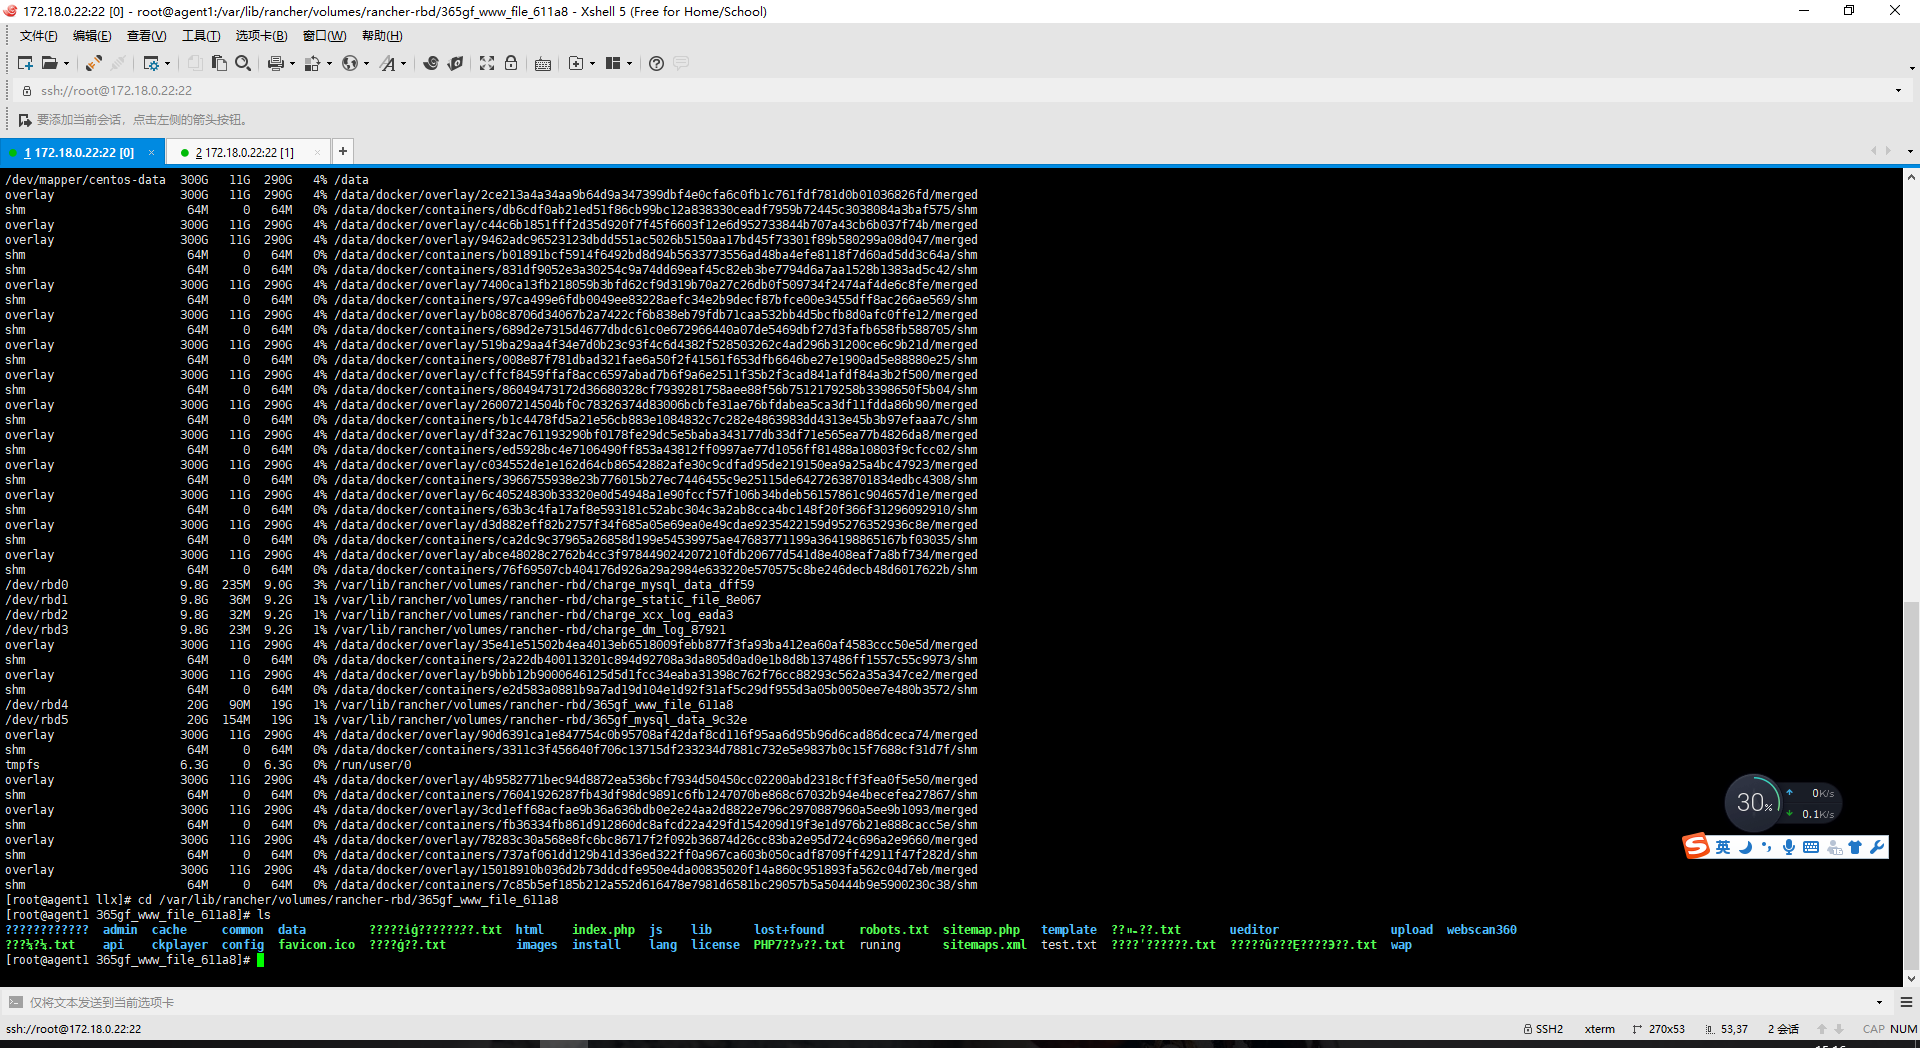 172.18.0.22:22 [0] - root@agent1:/var/lib/rancher/volumes/rancher-rbd/365gf_www_file_611a8 - Xshell 5 (Free for Home/School)
文件(F) 编辑(E) 查看(V) 工具(T) 选项卡(B) 窗口(W) 帮助(H)
ssh://root@172.18.0.22:22
要添加当前会话，点击左侧的箭头按钮。
1 172.18.0.22:22 [0] × 2 172.18.0.22:22 [1] × +
/dev/mapper/centos-data 300G 11G 290G 4% /data
overlay 300G 11G 290G 4% /data/docker/overlay/2ce213a4a34aa9b64d9a347399dbf4e0cfa6c0fb1c761fdf781d0b01036826fd/merged
shm 64M 0 64M 0% /data/docker/containers/db6cdf0ab21ed51f86cb99bc12a838330ceadf7959b72445c3038084a3baf575/shm
overlay 300G 11G 290G 4% /data/docker/overlay/c44c6b1851fff2d35d920f7f45f6603f12e6d952733844b707a43cb6b037f74b/merged
overlay 300G 11G 290G 4% /data/docker/overlay/9462adc96523123dbdd551ac5026b5150aa17bd45f73301f89b580299a08d047/merged
shm 64M 0 64M 0% /data/docker/containers/b01891bcf5914f6492bd8d94b5633773556ad48ba4efe8118f7d60ad5dd3c64a/shm
shm 64M 0 64M 0% /data/docker/containers/831df9052e3a30254c9a74dd69eaf45c82eb3be7794d6a7aa1528b1383ad5c42/shm
overlay 300G 11G 290G 4% /data/docker/overlay/7400ca13fb218059b3bfd62cf9d319b70a27c26db0f509734f2474af4de6c8fe/merged
shm 64M 0 64M 0% /data/docker/containers/97ca499e6fdb0049ee83228aefc34e2b9decf87bfce00e3455dff8ac266ae569/shm
overlay 300G 11G 290G 4% /data/docker/overlay/b08c8706d34067b2a7422cf6b838eb79fdb71caa532bb4d5bcfb8d0afc0ffe12/merged
shm 64M 0 64M 0% /data/docker/containers/689d2e7315d4677dbdc61c0e672966440a07de5469dbf27d3fafb658fb588705/shm
overlay 300G 11G 290G 4% /data/docker/overlay/519ba29aa4f34e7d0b23c93f4c6d4382f528503262c4ad296b31200ce6c9b21d/merged
shm 64M 0 64M 0% /data/docker/containers/008e87f781dbad321fae6a50f2f41561f653dfb6646be27e1900ad5e88880e25/shm
overlay 300G 11G 290G 4% /data/docker/overlay/cffcf8459ffaf8acc6597abad7b6f9a6e2511f35b2f3cad841afdf84a3b2f500/merged
shm 64M 0 64M 0% /data/docker/containers/86049473172d36680328cf7939281758aee88f56b7512179258b3398650f5b04/shm
overlay 300G 11G 290G 4% /data/docker/overlay/26007214504bf0c78326374d83006bcbfe31ae76bfdabea5ca3df11fdda86b90/merged
shm 64M 0 64M 0% /data/docker/containers/b1c4478fd5a21e56cb883e1084832c7c282e4863983dd4313e45b3b97efaaa7c/shm
overlay 300G 11G 290G 4% /data/docker/overlay/df32ac761193290bf0178fe29dc5e5baba343177db33df71e565ea77b4826da8/merged
shm 64M 0 64M 0% /data/docker/containers/ed5928bc4e7106490ff853a43812ff0997ae77d1056ff81488a10803f9cfcc02/shm
overlay 300G 11G 290G 4% /data/docker/overlay/c034552de1e162d64cb86542882afe30c9cdfad95de219150ea9a25a4bc47923/merged
shm 64M 0 64M 0% /data/docker/containers/3966755938e23b776015b27ec7446455c9e25115de64272638701834edbc4308/shm
overlay 300G 11G 290G 4% /data/docker/overlay/6c40524830b33320e0d54948a1e90fccf57f106b34bdeb56157861c904657d1e/merged
shm 64M 0 64M 0% /data/docker/containers/63b3c4fa17af8e593181c52abc304c3a2ab8cca4bc148f20f366f31296092910/shm
overlay 300G 11G 290G 4% /data/docker/overlay/d3d882eff82b2757f34f685a05e69ea0e49cdae9235422159d95276352936c8e/merged
shm 64M 0 64M 0% /data/docker/containers/ca2dc9c37965a26858d199e54539975ae47683771199a364198865167bf03035/shm
overlay 300G 11G 290G 4% /data/docker/overlay/abce48028c2762b4cc3f978449024207210fdb20677d541d8e408eaf7a8bf734/merged
shm 64M 0 64M 0% /data/docker/containers/76f69507cb404176d926a29a2984e633220e570575c8be246decb48d6017622b/shm
/dev/rbd0 9.8G 235M 9.0G 3% /var/lib/rancher/volumes/rancher-rbd/charge_mysql_data_dff59
/dev/rbd1 9.8G 36M 9.2G 1% /var/lib/rancher/volumes/rancher-rbd/charge_static_file_8e067
/dev/rbd2 9.8G 32M 9.2G 1% /var/lib/rancher/volumes/rancher-rbd/charge_xcx_log_eada3
/dev/rbd3 9.8G 23M 9.2G 1% /var/lib/rancher/volumes/rancher-rbd/charge_dm_log_87921
overlay 300G 11G 290G 4% /data/docker/overlay/35e41e51502b4ea4013eb6518009febb877f3fa93ba412ea60af4583ccc50e5d/merged
shm 64M 0 64M 0% /data/docker/containers/2a22db400113201c894d92708a3da805d0ad0e1b8d8b137486ff1557c55c9973/shm
overlay 300G 11G 290G 4% /data/docker/overlay/b9bbb12b9000646125d5d1fcc34eaba31398c762f76cc88293c562a35a347ce2/merged
shm 64M 0 64M 0% /data/docker/containers/e2d583a0881b9a7ad19d104e1d92f31af5c29df955d3a05b0050ee7e480b3572/shm
/dev/rbd4 20G 90M 19G 1% /var/lib/rancher/volumes/rancher-rbd/365gf_www_file_611a8
/dev/rbd5 20G 154M 19G 1% /var/lib/rancher/volumes/rancher-rbd/365gf_mysql_data_9c32e
overlay 300G 11G 290G 4% /data/docker/overlay/90d6391ca1e847754c0b95708af42daf8cd116f95aa6d95b96d6cad86dceca74/merged
shm 64M 0 64M 0% /data/docker/containers/3311c3f456640f706c13715df233234d7881c732e5e9837b0c15f7688cf31d7f/shm
tmpfs 6.3G 0 6.3G 0% /run/user/0
overlay 300G 11G 290G 4% /data/docker/overlay/4b9582771bec94d8872ea536bcf7934d50450cc02200abd2318cff3fea0f5e50/merged
shm 64M 0 64M 0% /data/docker/containers/76041926287fb43df98dc9891c6fb1247070be868c67032b94e4becefea27867/shm
overlay 300G 11G 290G 4% /data/docker/overlay/3cd1eff68acfae9b36a636bdb0e2e24aa2d8822e796c2970887960a5ee9b1093/merged
shm 64M 0 64M 0% /data/docker/containers/fb36334fb861d912860dc8afcd22a429fd154209d19f3e1d976b21e888cacc5e/shm
overlay 300G 11G 290G 4% /data/docker/overlay/78283c30a568e8fc6bc86717f2f092b36874d26cc83ba2e95d724c696a2e9660/merged
shm 64M 0 64M 0% /data/docker/containers/737af061dd129b41d336ed322ff0a967ca603b050cadf8709ff42911f47f282d/shm
overlay 300G 11G 290G 4% /data/docker/overlay/15018910b036d2b73ddcdfe950e4da00835020f14a860c951893fa562c04d7eb/merged
shm 64M 0 64M 0% /data/docker/containers/7c85b5ef185b212a552d616478e7981d6581bc29057b5a50444b9e5900230c38/shm
[root@agent1 llx]# cd /var/lib/rancher/volumes/rancher-rbd/365gf_www_file_611a8
[root@agent1 365gf_www_file_611a8]# ls
???????????? admin cache common data html index.php js lib lost+found robots.txt sitemap.php template ueditor upload webscan360
api ckplayer config favicon.ico images install lang license runing sitemaps.xml test.txt wap
[root@agent1 365gf_www_file_611a8]#
30% 0K/s
0.1K/s
英
仅将文本发送到当前选项卡
ssh://root@172.18.0.22:22 SSH2 xterm 270x53 53,37 2 会话 CAP NUM